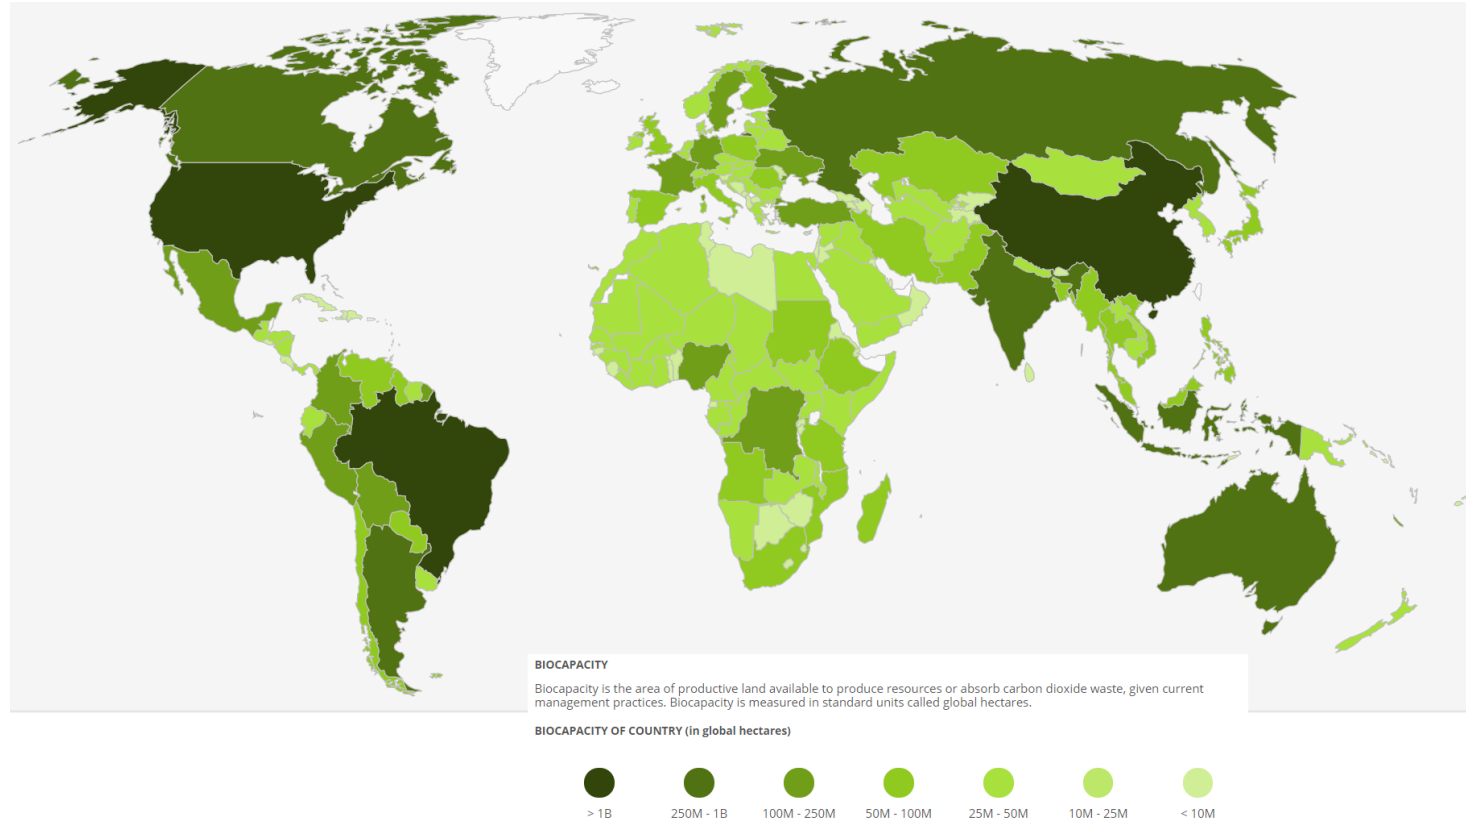 BIOCAPACITY
Biocapacity is the area of productive land available to produce resources or absorb carbon dioxide waste, given current
management practices. Biocapacity is measured in standard units called global hectares.
BIOCAPACITY OF COUNTRY (in global hectares)
> 1B 250M - 1B 100M - 250M 50M - 100M 25M - 50M 10M - 25M < 10M